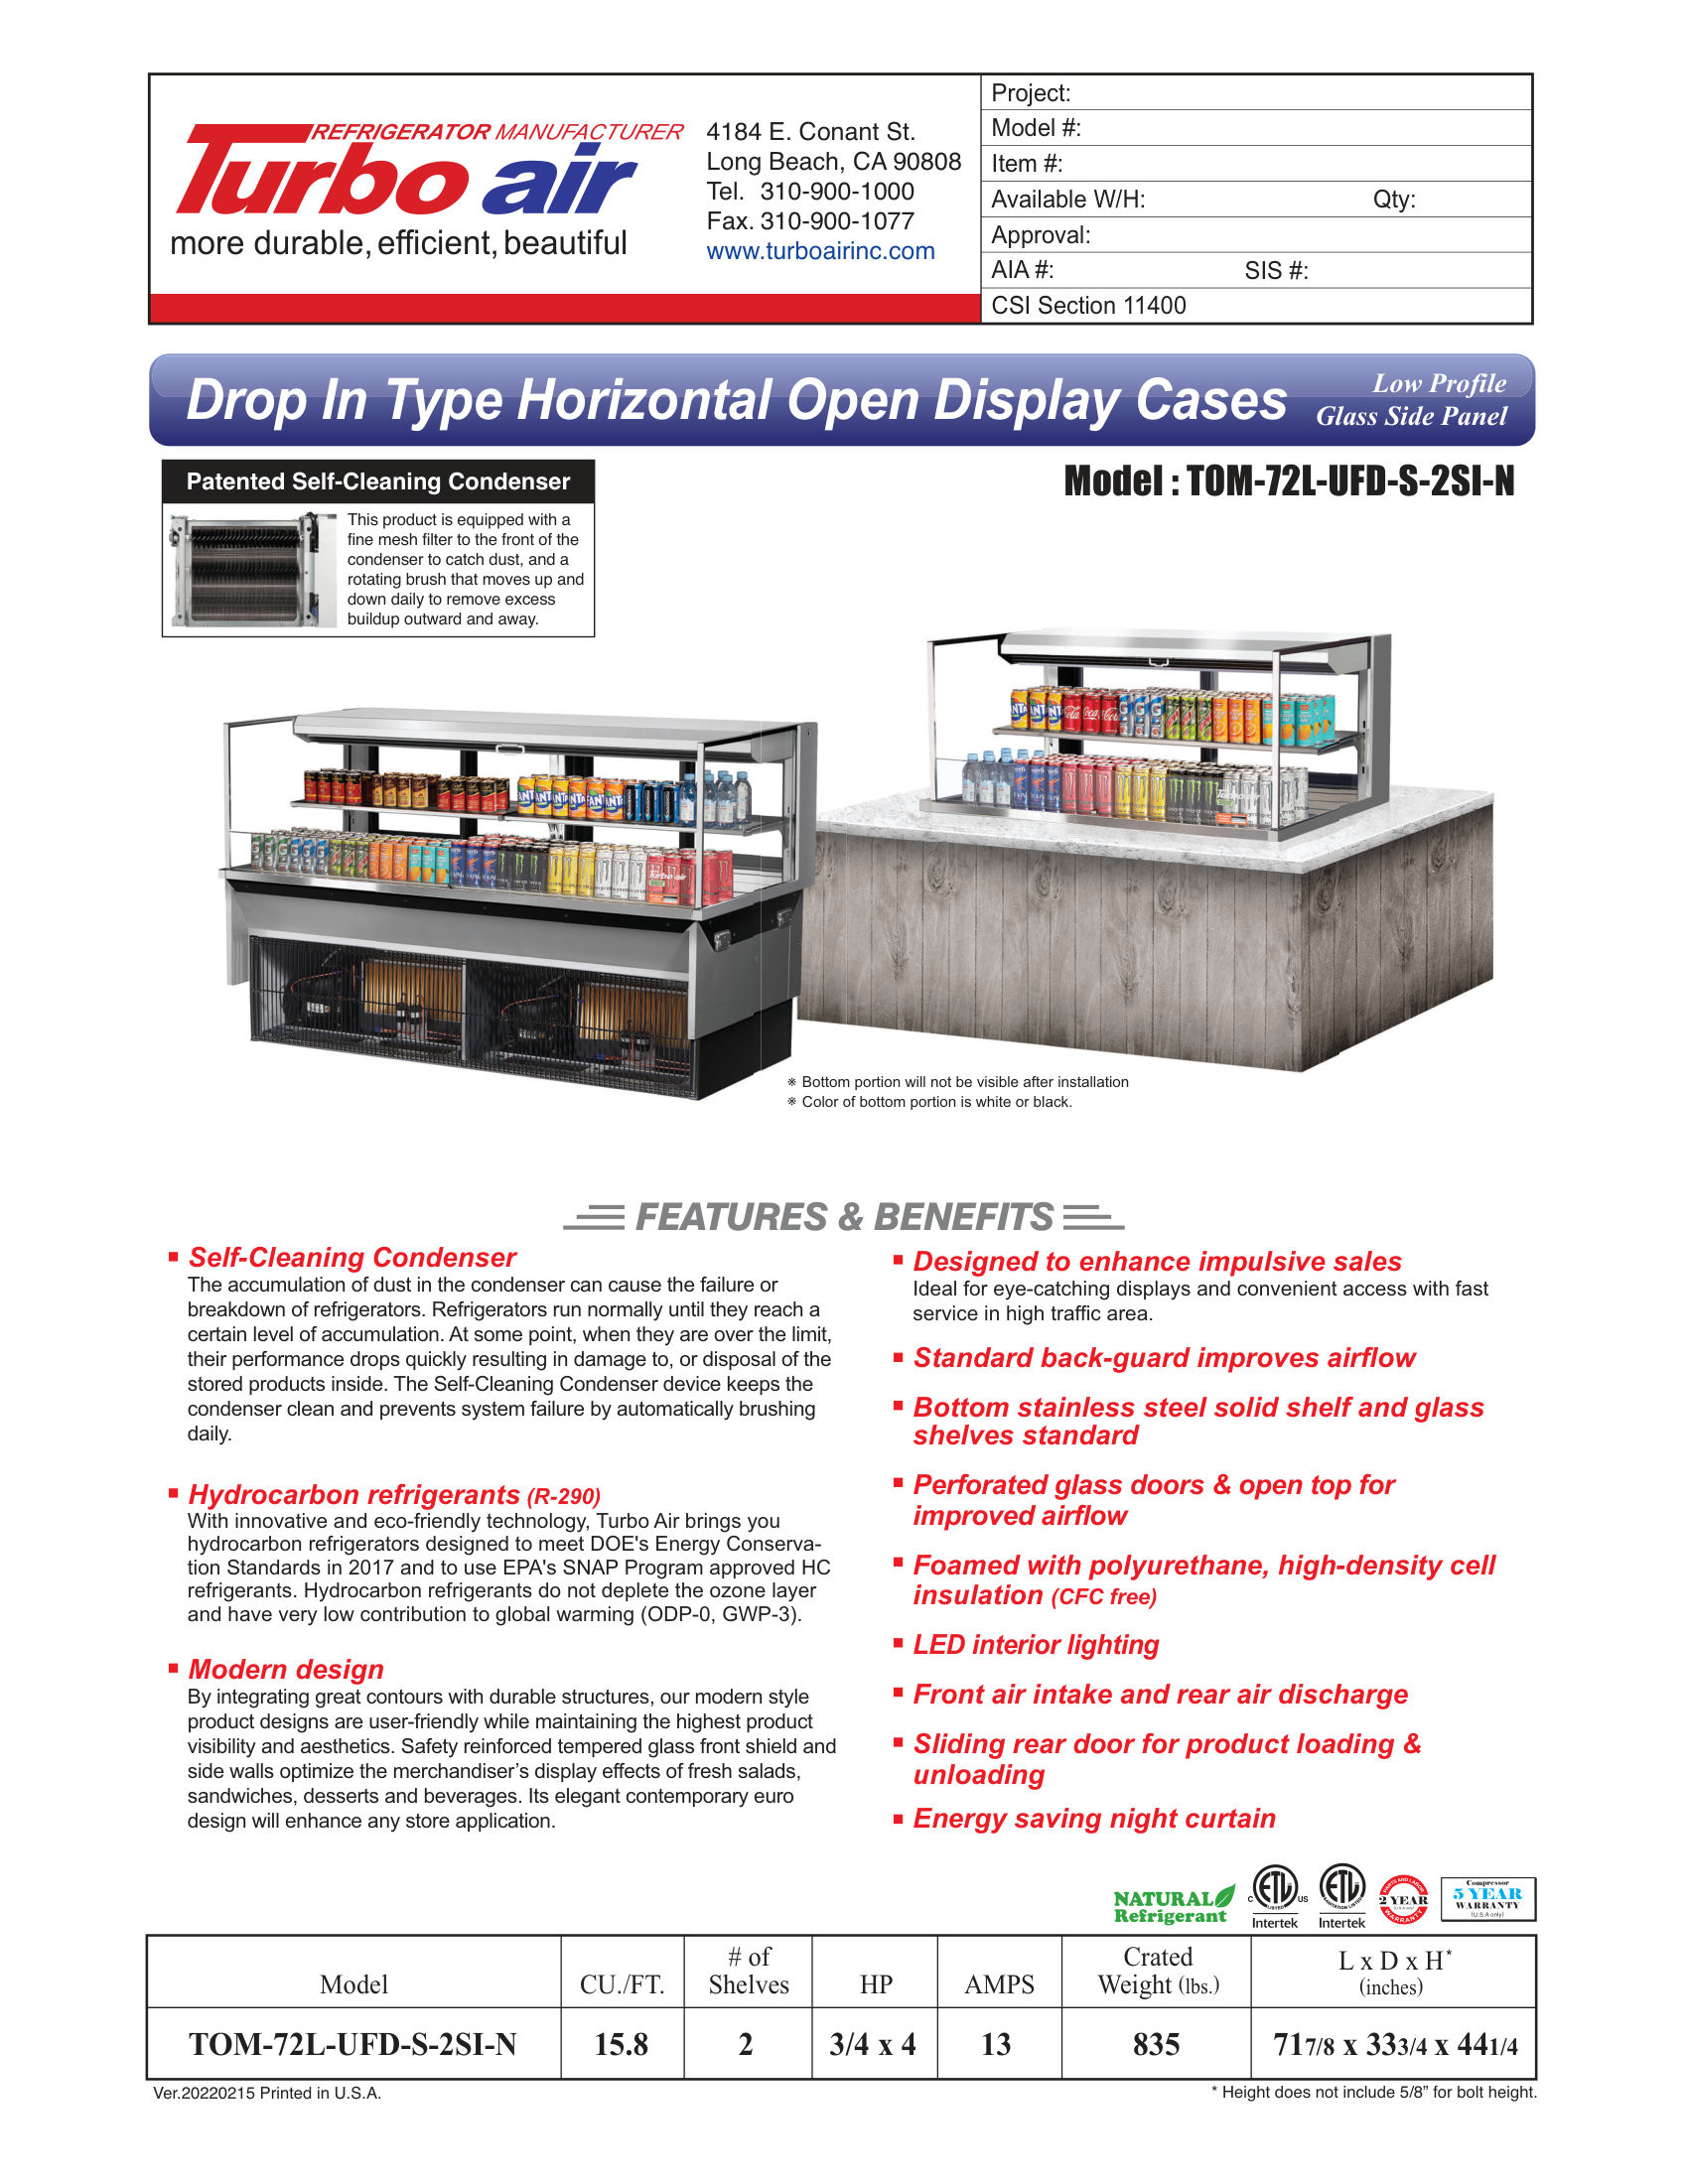 REFRIGERATOR MANUFACTURER
Turbo air
more durable, efficient, beautiful
4184 E. Conant St.
Long Beach, CA 90808
Tel. 310-900-1000
Fax. 310-900-1077
www.turboairinc.com
Project:
Model #:
Item #:
Available W/H: Qty:
Approval:
AIA #: SIS #:
CSI Section 11400
Drop In Type Horizontal Open Display Cases
Low Profile
Glass Side Panel
Patented Self-Cleaning Condenser
This product is equipped with a
fine mesh filter to the front of the
condenser to catch dust, and a
rotating brush that moves up and
down daily to remove excess
buildup outward and away.
Model : TOM-72L-UFD-S-2SI-N
※ Bottom portion will not be visible after installation
※ Color of bottom portion is white or black.
FEATURES & BENEFITS
Self-Cleaning Condenser
The accumulation of dust in the condenser can cause the failure or
breakdown of refrigerators. Refrigerators run normally until they reach a
certain level of accumulation. At some point, when they are over the limit,
their performance drops quickly resulting in damage to, or disposal of the
stored products inside. The Self-Cleaning Condenser device keeps the
condenser clean and prevents system failure by automatically brushing
daily.
Hydrocarbon refrigerants (R-290)
With innovative and eco-friendly technology, Turbo Air brings you
hydrocarbon refrigerators designed to meet DOE's Energy Conserva-
tion Standards in 2017 and to use EPA's SNAP Program approved HC
refrigerants. Hydrocarbon refrigerants do not deplete the ozone layer
and have very low contribution to global warming (ODP-0, GWP-3).
Modern design
By integrating great contours with durable structures, our modern style
product designs are user-friendly while maintaining the highest product
visibility and aesthetics. Safety reinforced tempered glass front shield and
side walls optimize the merchandiser’s display effects of fresh salads,
sandwiches, desserts and beverages. Its elegant contemporary euro
design will enhance any store application.
Designed to enhance impulsive sales
Ideal for eye-catching displays and convenient access with fast
service in high traffic area.
Standard back-guard improves airflow
Bottom stainless steel solid shelf and glass
shelves standard
Perforated glass doors & open top for
improved airflow
Foamed with polyurethane, high-density cell
insulation (CFC free)
LED interior lighting
Front air intake and rear air discharge
Sliding rear door for product loading &
unloading
Energy saving night curtain
NATURAL
Refrigerant
C ETL US
LISTED
Intertek
ETL
SANITATION LISTED
Intertek
PARTS AND LABOR
2 YEAR
(U.S.A only)
WARRANTY
Compressor
5 YEAR
WARRANTY
(U.S.A only)
Model CU./FT. # of Shelves HP AMPS Crated Weight (lbs.) L x D x H* (inches)
TOM-72L-UFD-S-2SI-N 15.8 2 3/4 x 4 13 835 717/8 x 333/4 x 441/4
Ver.20220215 Printed in U.S.A.
* Height does not include 5/8” for bolt height.